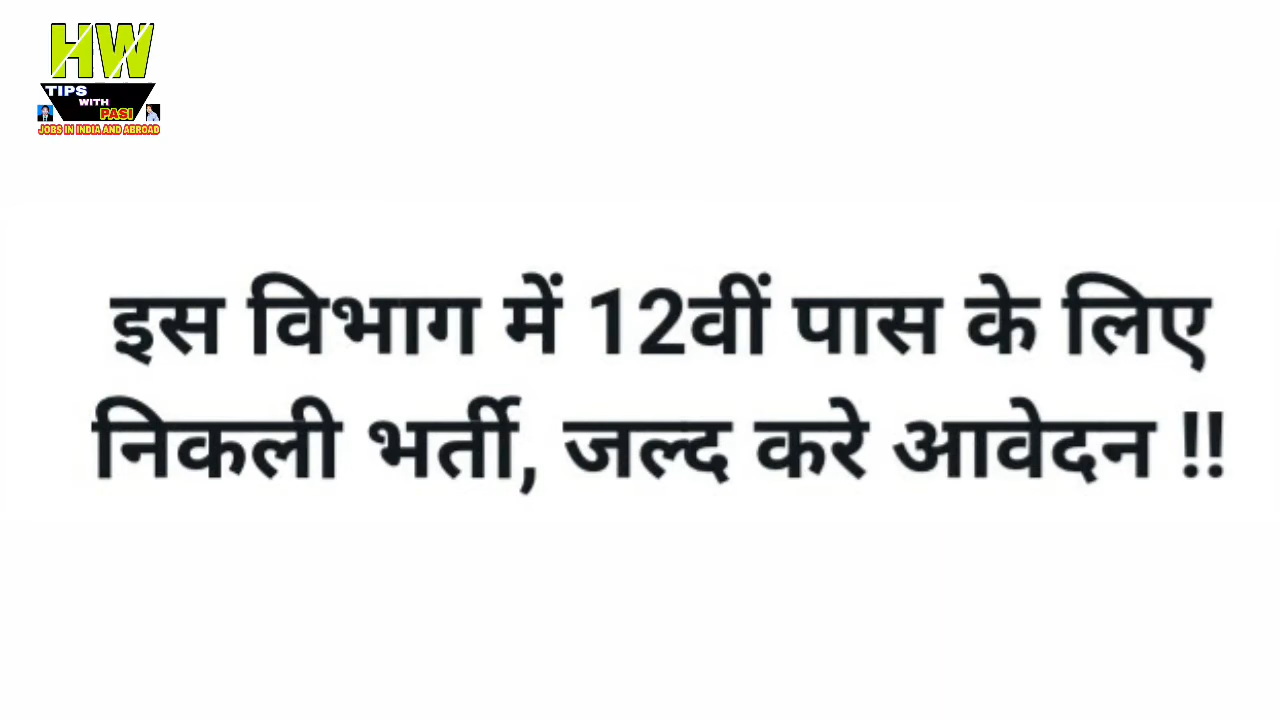 HW
TIPS
WITH
PASI
JOBS IN INDIA AND ABROAD
इस विभाग में 12वीं पास के लिए
निकली भर्ती, जल्द करे आवेदन !!